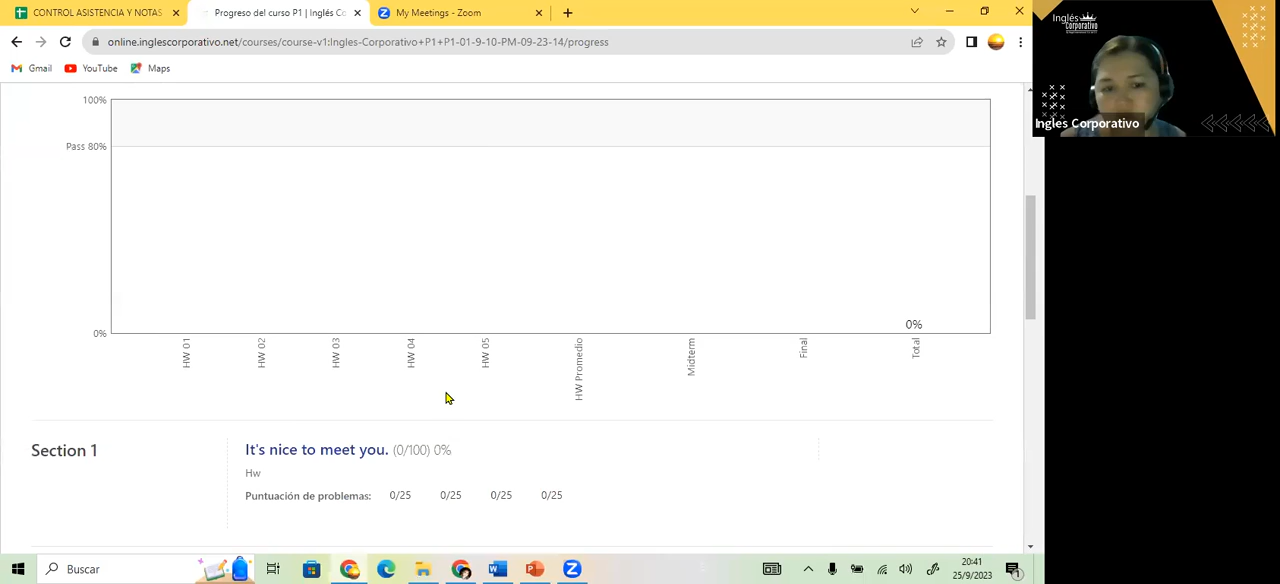 CONTROL ASISTENCIA Y NOTAS
Progreso del curso P1 | Inglés Co
My Meetings - Zoom
online.inglescorporativo.net/courses/course-v1:Ingles-Corporativo+P1+P1-01-9-10-PM-09-23-14/progress
Gmail
YouTube
Maps
Inglés
Corporativo
Ingles Corporativo
100%
Pass 80%
0%
0%
HW 01
HW 02
HW 03
HW 04
HW 05
HW Promedio
Midterm
Final
Total
Section 1
It's nice to meet you. (0/100) 0%
Hw
Puntuación de problemas: 0/25 0/25 0/25 0/25
Buscar
20:41
25/9/2023